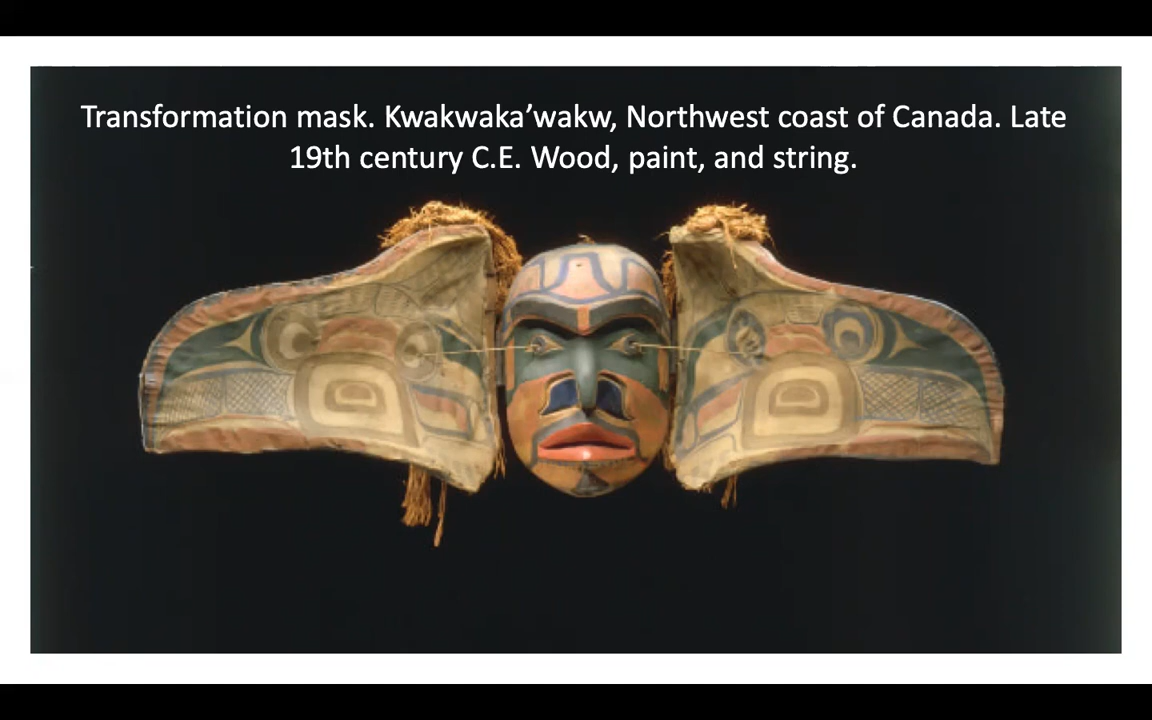 Transformation mask. Kwakwaka’wakw, Northwest coast of Canada. Late
19th century C.E. Wood, paint, and string.